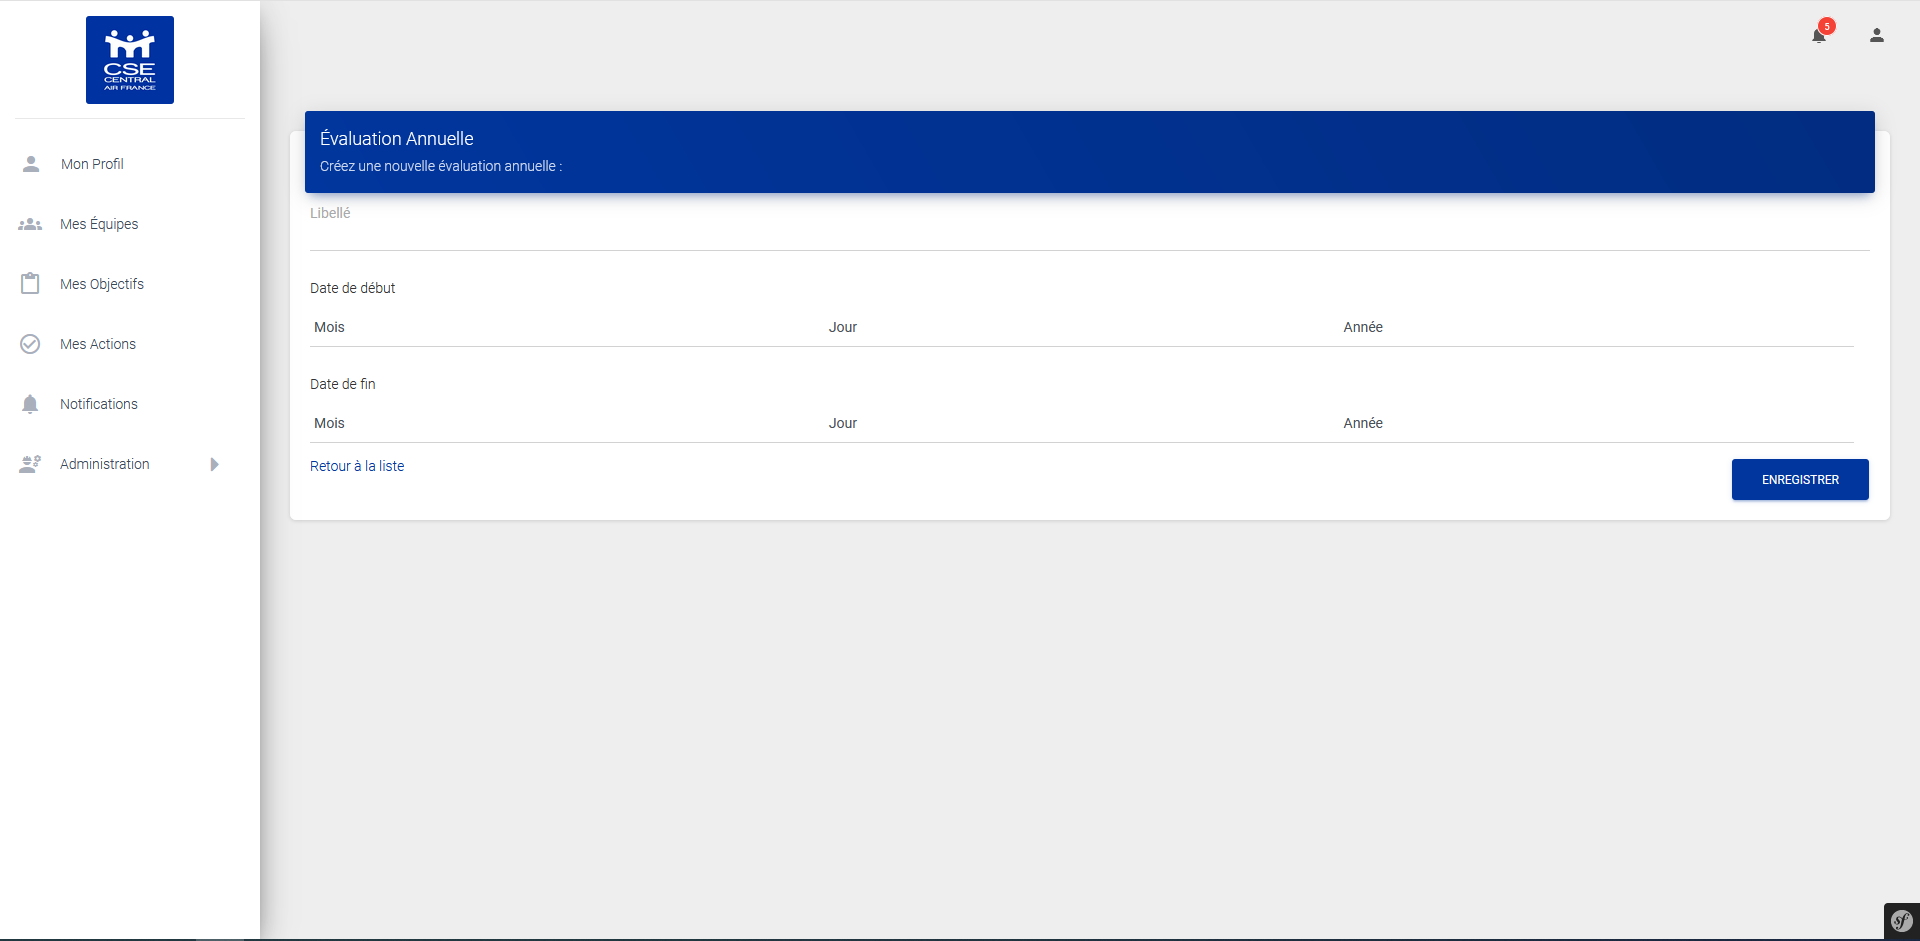 CSE
CENTRAL
AIR FRANCE
Mon Profil
Mes Équipes
Mes Objectifs
Mes Actions
Notifications
Administration
5
Évaluation Annuelle
Créez une nouvelle évaluation annuelle :
Libellé
Date de début
Mois Jour Année
Date de fin
Mois Jour Année
Retour à la liste
ENREGISTRER
sf